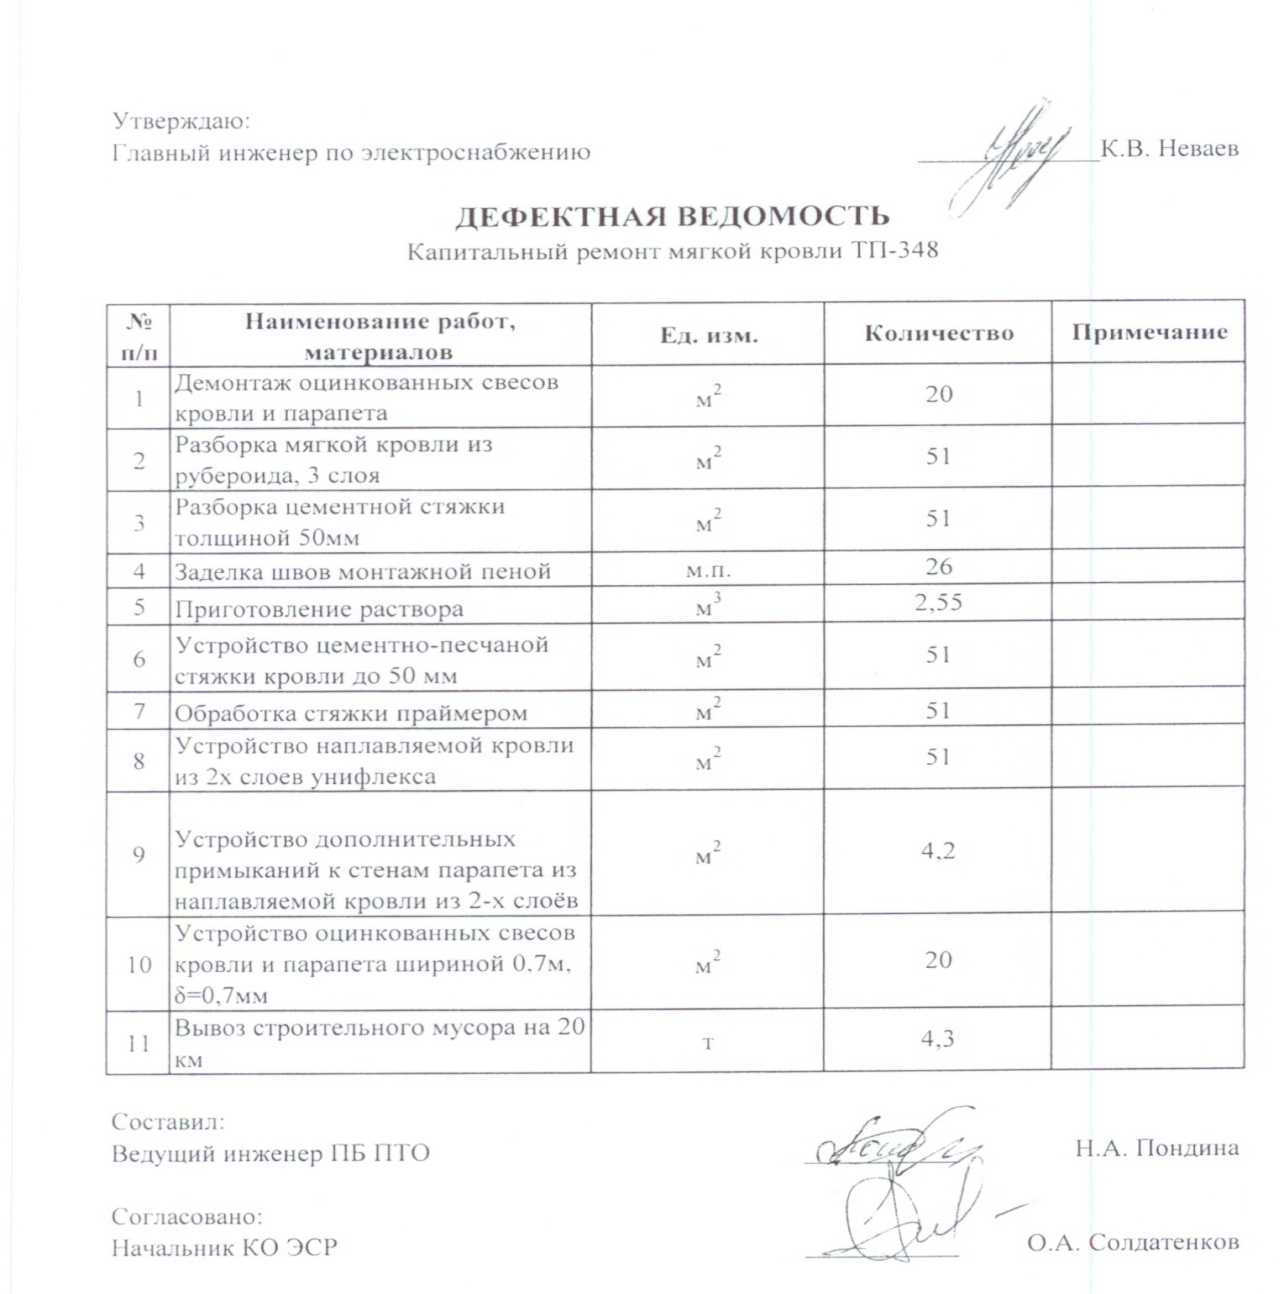 Утверждаю:
Главный инженер по электроснабжению
К.В. Неваев
ДЕФЕКТНАЯ ВЕДОМОСТЬ
Капитальный ремонт мягкой кровли ТП-348
№ п/п Наименование работ, материалов Ед. изм. Количество Примечание
1 Демонтаж оцинкованных свесов
кровли и парапета м² 20
2 Разборка мягкой кровли из
рубероида, 3 слоя м² 51
3 Разборка цементной стяжки
толщиной 50мм м² 51
4 Заделка швов монтажной пеной м.п. 26
5 Приготовление раствора м³ 2,55
6 Устройство цементно-песчаной
стяжки кровли до 50 мм м² 51
7 Обработка стяжки праймером м² 51
8 Устройство наплавляемой кровли
из 2х слоев унифлекса м² 51
9 Устройство дополнительных
примыканий к стенам парапета из
наплавляемой кровли из 2-х слоёв м² 4,2
10 Устройство оцинкованных свесов
кровли и парапета шириной 0,7м,
δ=0,7мм м² 20
11 Вывоз строительного мусора на 20
км т 4,3
Составил:
Ведущий инженер ПБ ПТО
Н.А. Пондина
Согласовано:
Начальник КО ЭСР
О.А. Солдатенков